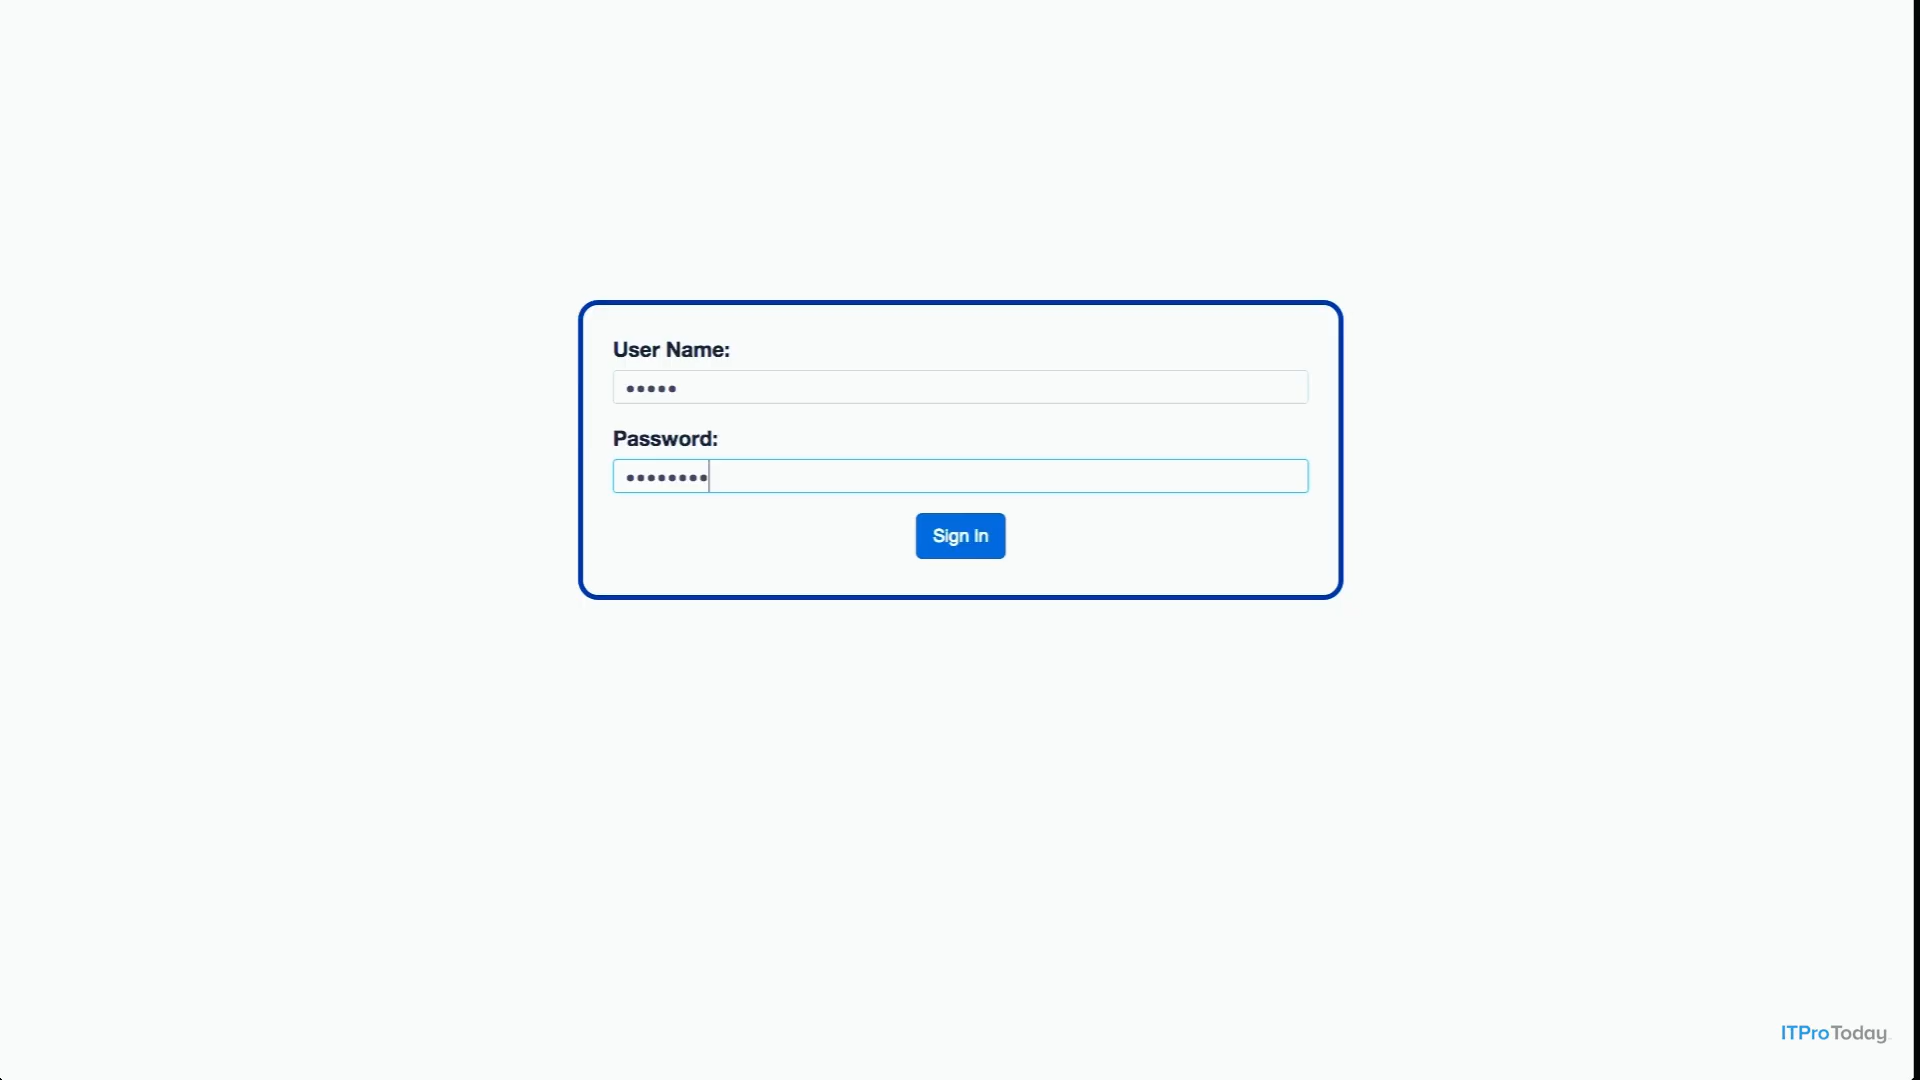 User Name:
•••••
Password:
••••••••
Sign In
ITProToday